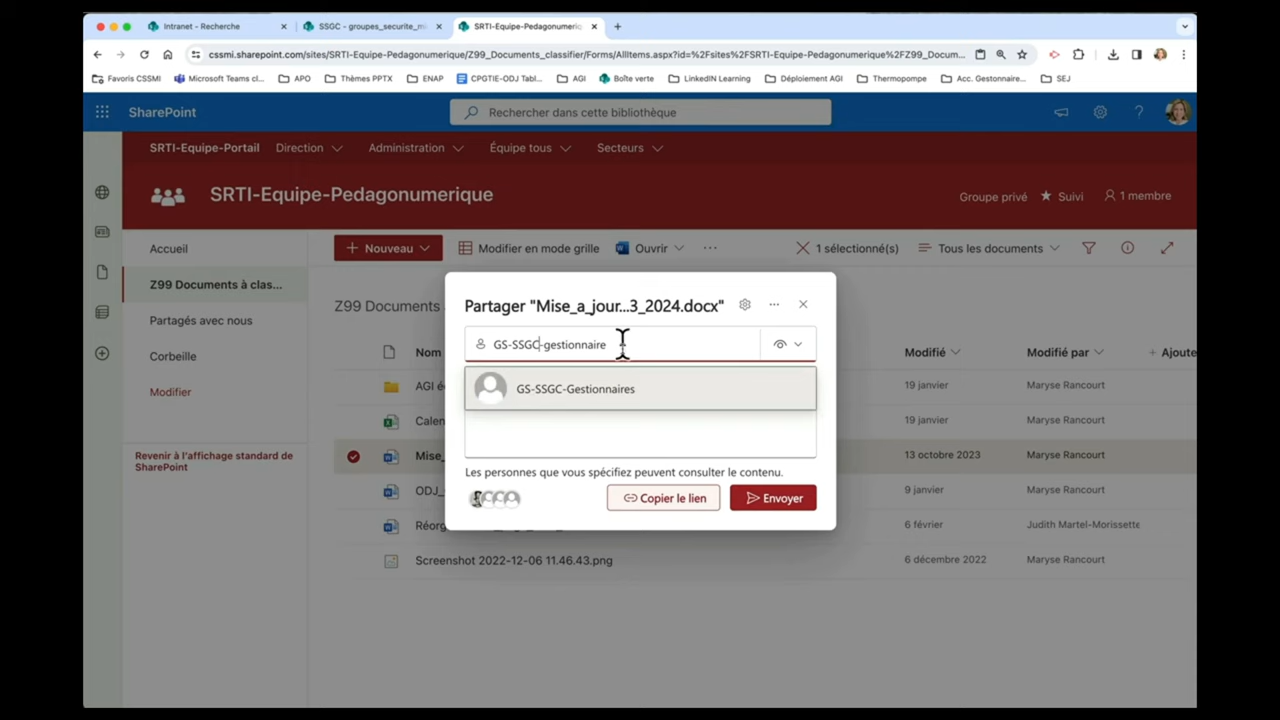 Intranet - Recherche
SSGC - groupes_securite_m
SRTI-Equipe-Pedagonumeriq
cssmi.sharepoint.com/sites/SRTI-Equipe-Pedagonumerique/Z99_Documents_classifier/Forms/AllItems.aspx?id=%2Fsites%2FSRTI-Equipe-Pedagonumerique%2FZ99_Docum...
Favoris CSSMI
Microsoft Teams cl...
APO
Thèmes PPTX
ENAP
CPGTIE-ODJ Tabl...
AGI
Boîte verte
LinkedIN Learning
Déploiement AGI
Thermopompe
Acc. Gestionnaire...
SEJ
SharePoint
Rechercher dans cette bibliothèque
SRTI-Equipe-Portail
Direction
Administration
Équipe tous
Secteurs
SRTI-Equipe-Pedagonumerique
Groupe privé
Suivi
1 membre
Accueil
Z99 Documents à clas...
Partagés avec nous
Corbeille
Modifier
Revenir à l'affichage standard de
SharePoint
Nouveau
Modifier en mode grille
Ouvrir
1 sélectionné(s)
Tous les documents
Z99 Documents
Nom
Modifié
Modifié par
+ Ajoute
AGI
19 janvier
Maryse Rancourt
Calen
19 janvier
Maryse Rancourt
Mise_
13 octobre 2023
Maryse Rancourt
ODJ_
9 janvier
Maryse Rancourt
Réor
6 février
Judith Martel-Morissette
Screenshot 2022-12-06 11.46.43.png
6 décembre 2022
Maryse Rancourt
Partager "Mise_a_jour...3_2024.docx"
GS-SSGC-gestionnaire
GS-SSGC-Gestionnaires
Les personnes que vous spécifiez peuvent consulter le contenu.
Copier le lien
Envoyer